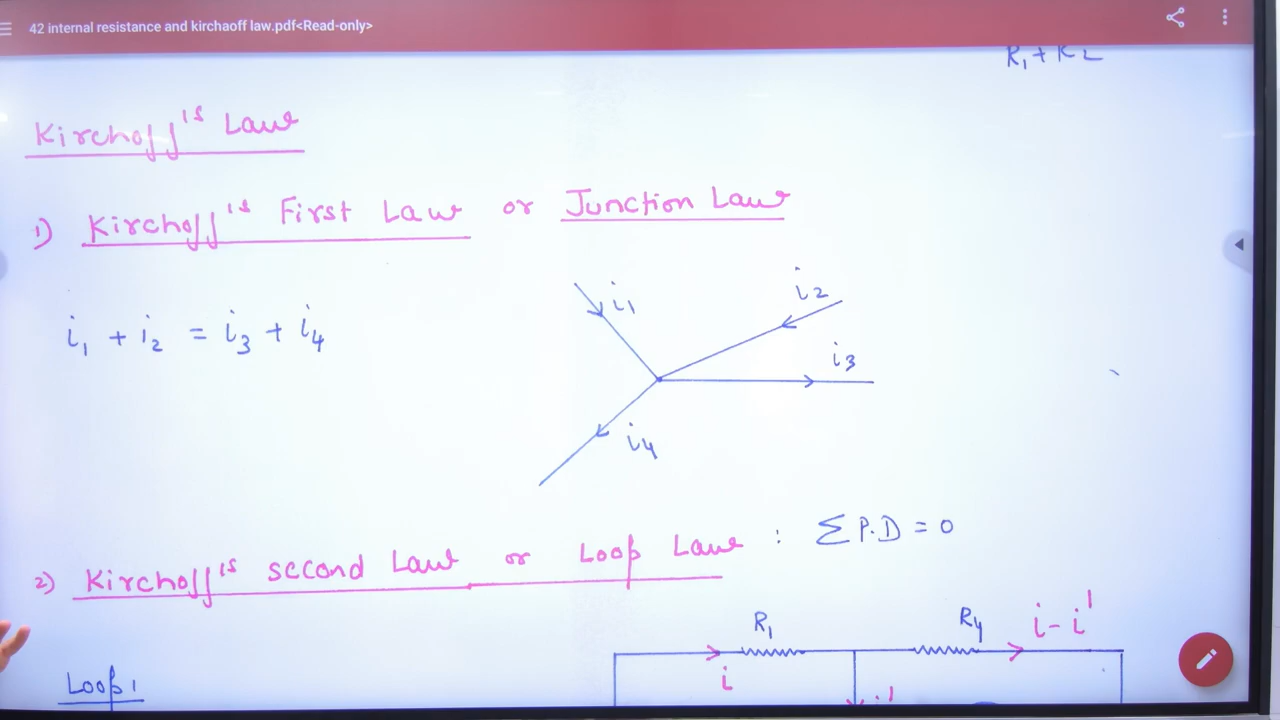 42 internal resistance and kirchaoff law.pdf<Read-only>
R₁ + R₂
Kirchoff's Laws
1) Kirchoff's First Law or Junction Law
i₁ + i₂ = i₃ + i₄
i₁
i₂
i₃
i₄
2) Kirchoff's second Law or Loop Law : ∑ P.D = 0
R₁
R₄
i - i'
i
Loop 1